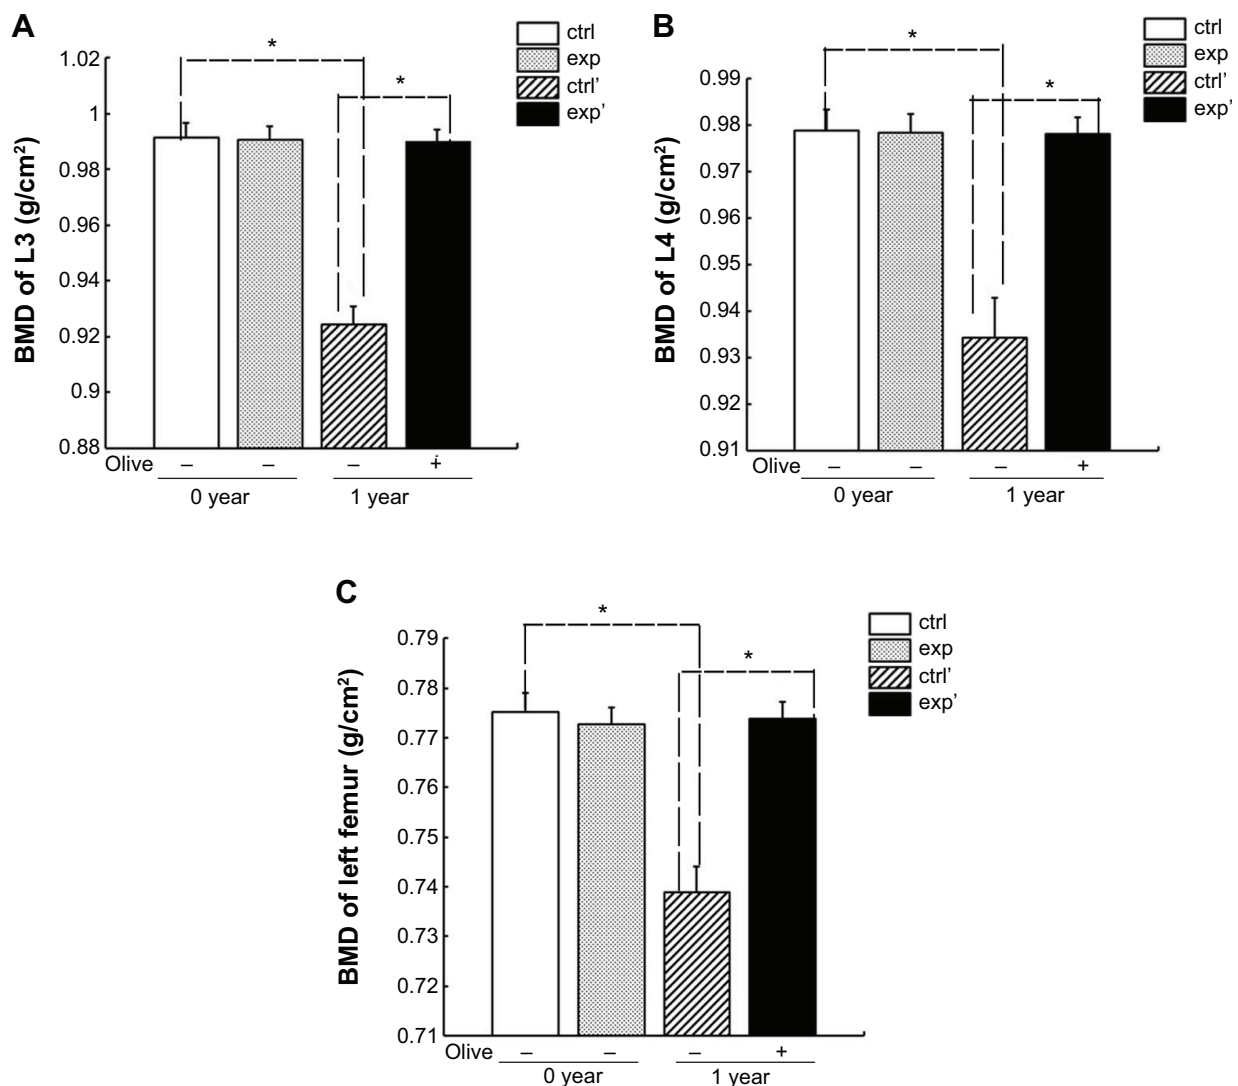 A
ctrl
exp
ctrl'
exp'
*
*
1.02
1
0.98
0.96
0.94
0.92
0.9
0.88
BMD of L3 (g/cm²)
Olive – – – +
0 year 1 year
B
ctrl
exp
ctrl'
exp'
*
*
0.99
0.98
0.97
0.96
0.95
0.94
0.93
0.92
0.91
BMD of L4 (g/cm²)
Olive – – – +
0 year 1 year
C
ctrl
exp
ctrl'
exp'
*
*
0.79
0.78
0.77
0.76
0.75
0.74
0.73
0.72
0.71
BMD of left femur (g/cm²)
Olive – – – +
0 year 1 year